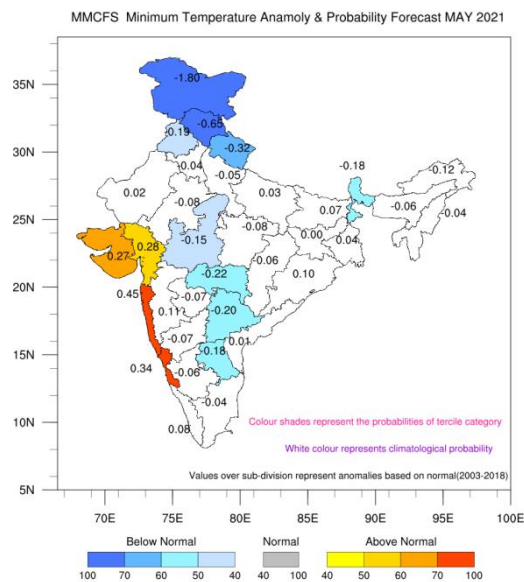 MMCFS Minimum Temperature Anamoly & Probability Forecast MAY 2021
35N
-1.80
-0.65
-0.19
30N
-0.32
-0.04
-0.05
-0.18
-0.12
0.02
-0.08
0.03
0.07
-0.06
-0.04
25N
-0.08
0.00
0.04
0.28
-0.15
0.27
-0.06
-0.22
0.10
20N
0.45
-0.07
0.11
-0.20
-0.07
0.01
15N
-0.18
0.34
-0.06
-0.04
10N
0.08
Colour shades represent the probabilities of tercile category
White colour represents climatological probability
Values over sub-division represent anomalies based on normal(2003-2018)
5N
70E 75E 80E 85E 90E 95E 100E
Below Normal Normal Above Normal
100 70 60 50 40 40 100 40 50 60 70 100